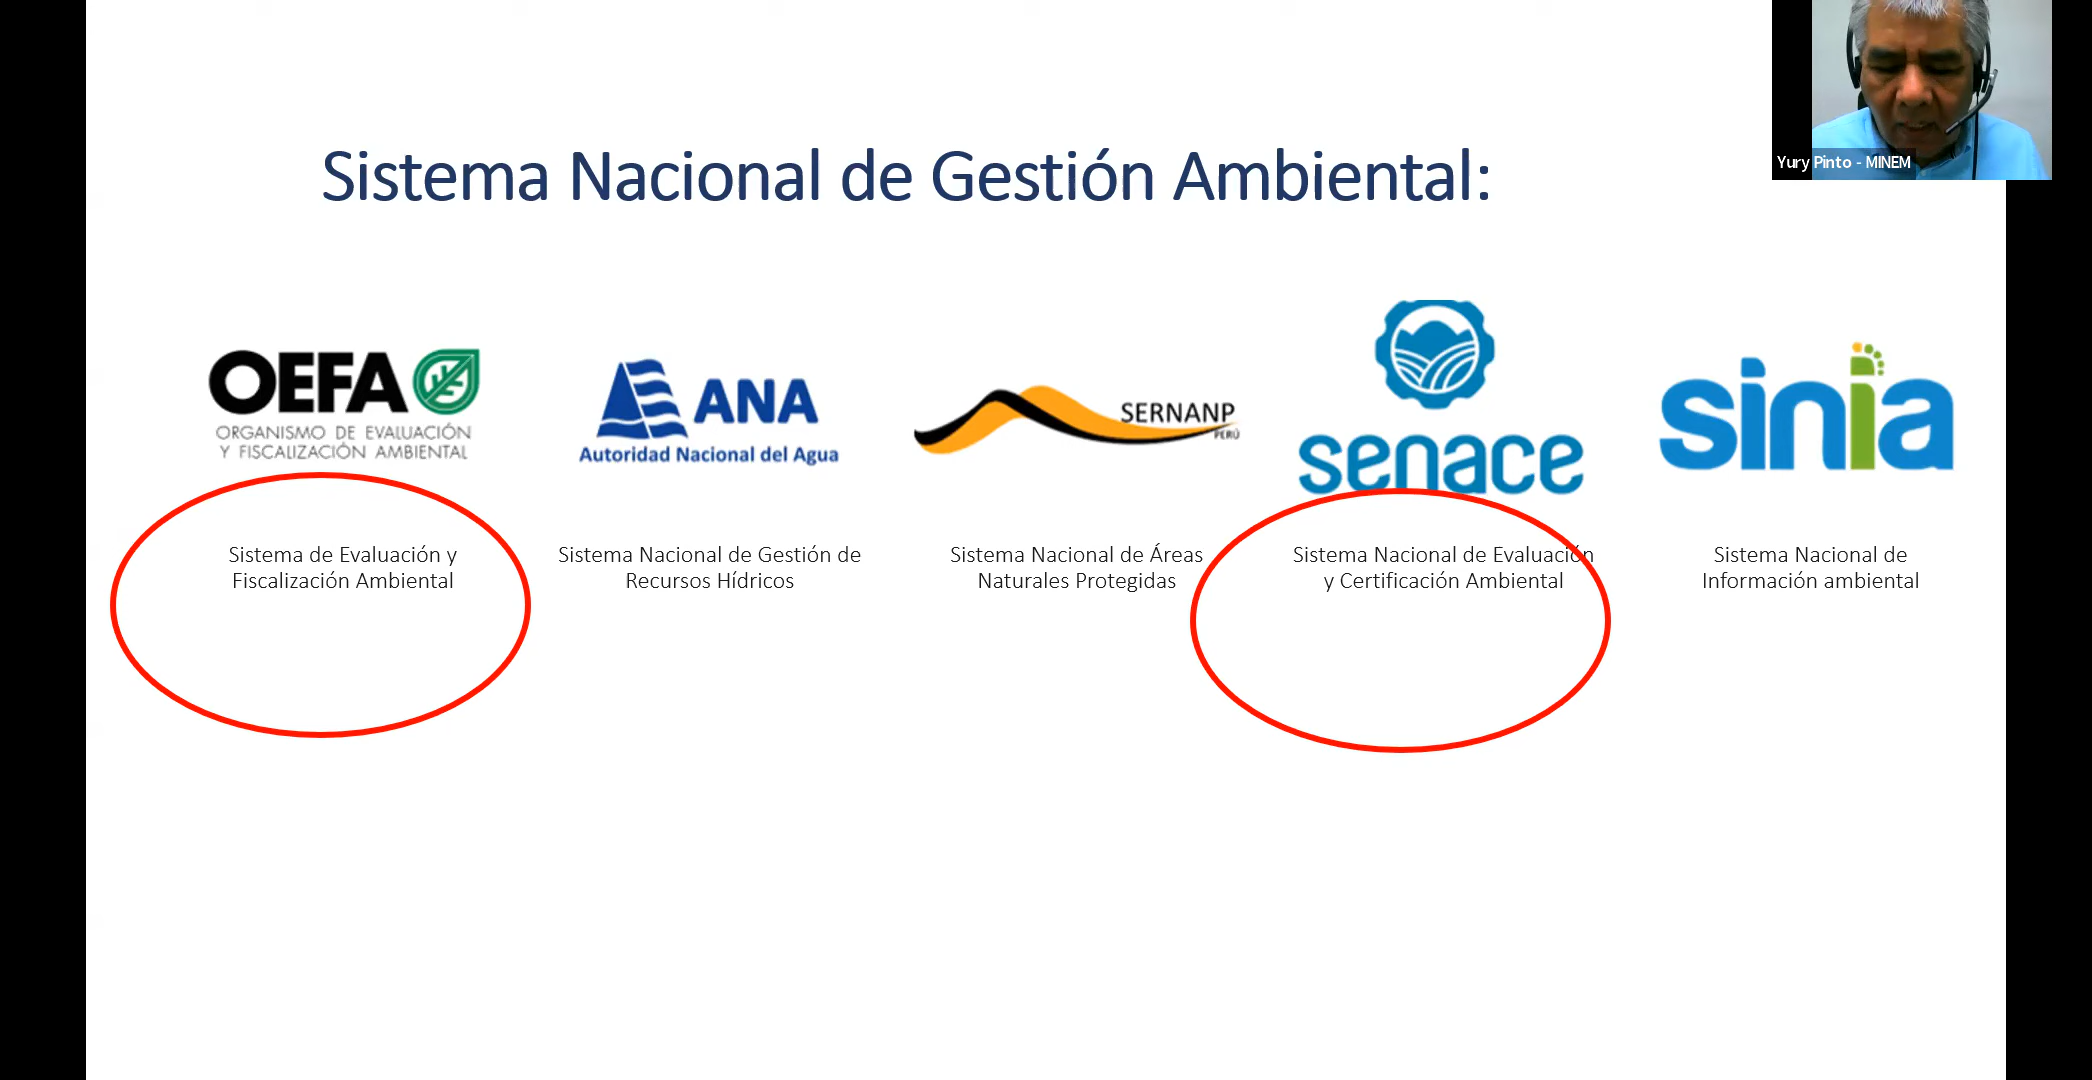 Yury Pinto - MINEM
Sistema Nacional de Gestión Ambiental:
OEFA
ORGANISMO DE EVALUACIÓN
Y FISCALIZACIÓN AMBIENTAL
Sistema de Evaluación y
Fiscalización Ambiental
ANA
Autoridad Nacional del Agua
Sistema Nacional de Gestión de
Recursos Hídricos
SERNANP
PERÚ
Sistema Nacional de Áreas
Naturales Protegidas
senace
Sistema Nacional de Evaluación
y Certificación Ambiental
sinia
Sistema Nacional de
Información ambiental